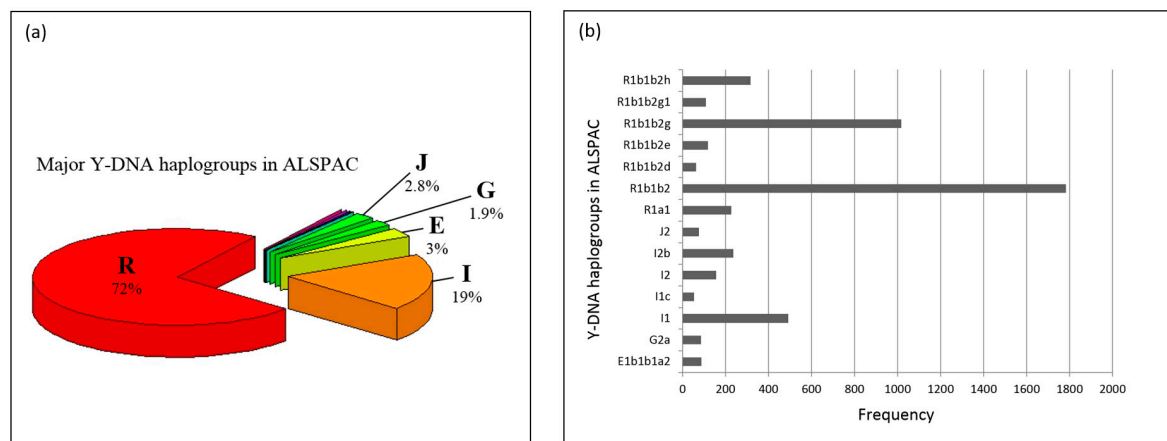 (a)
Major Y-DNA haplogroups in ALSPAC
J
2.8%
G
1.9%
E
3%
I
19%
R
72%
(b)
Y-DNA haplogroups in ALSPAC
R1b1b2h
R1b1b2g1
R1b1b2g
R1b1b2e
R1b1b2d
R1b1b2
R1a1
J2
I2b
I2
I1c
I1
G2a
E1b1b1a2
0 200 400 600 800 1000 1200 1400 1600 1800 2000
Frequency